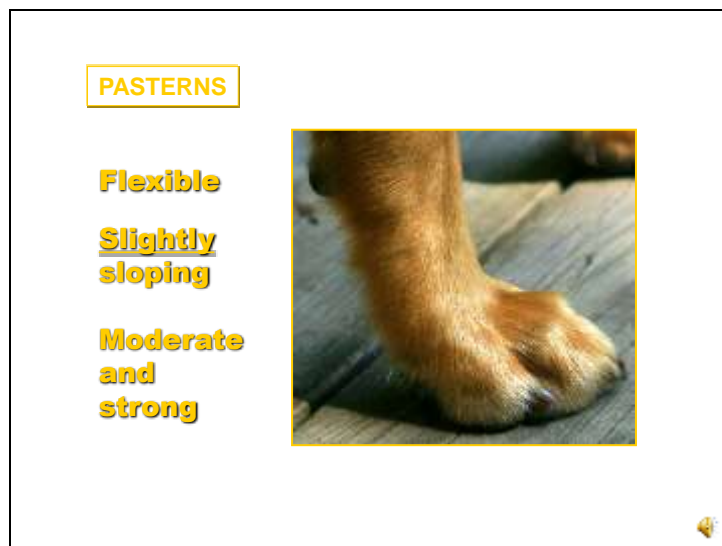 PASTERNS
Flexible
Slightly
sloping
Moderate
and
strong